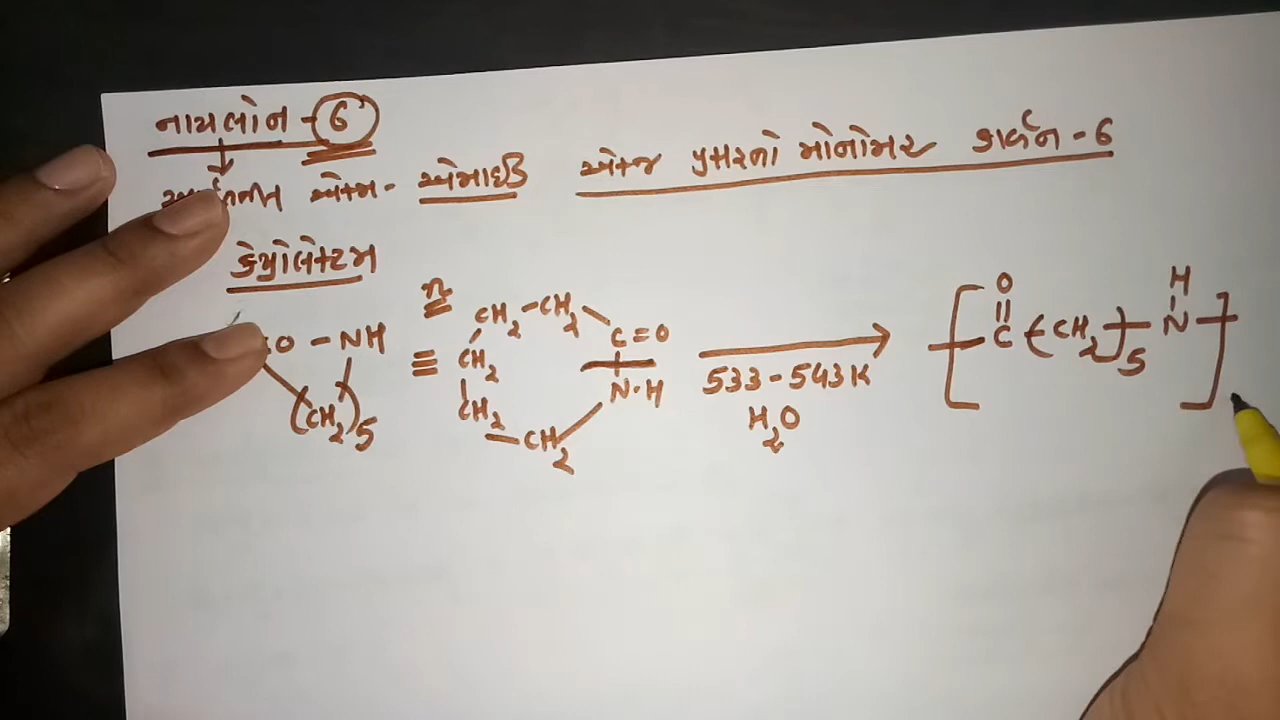 નાયલોન - 6
એમ - એમાઇડ એકજ પ્રકારનો મોનોમર કાર્બન - 6
કેપ્રોલેક્ટમ
n
CH2 - CH2
O - NH ≡ CH2 C = O
(CH2)5 CH2 N - H
CH2
533 - 543 K
H2O
[ O H
C (CH2)5 N ]